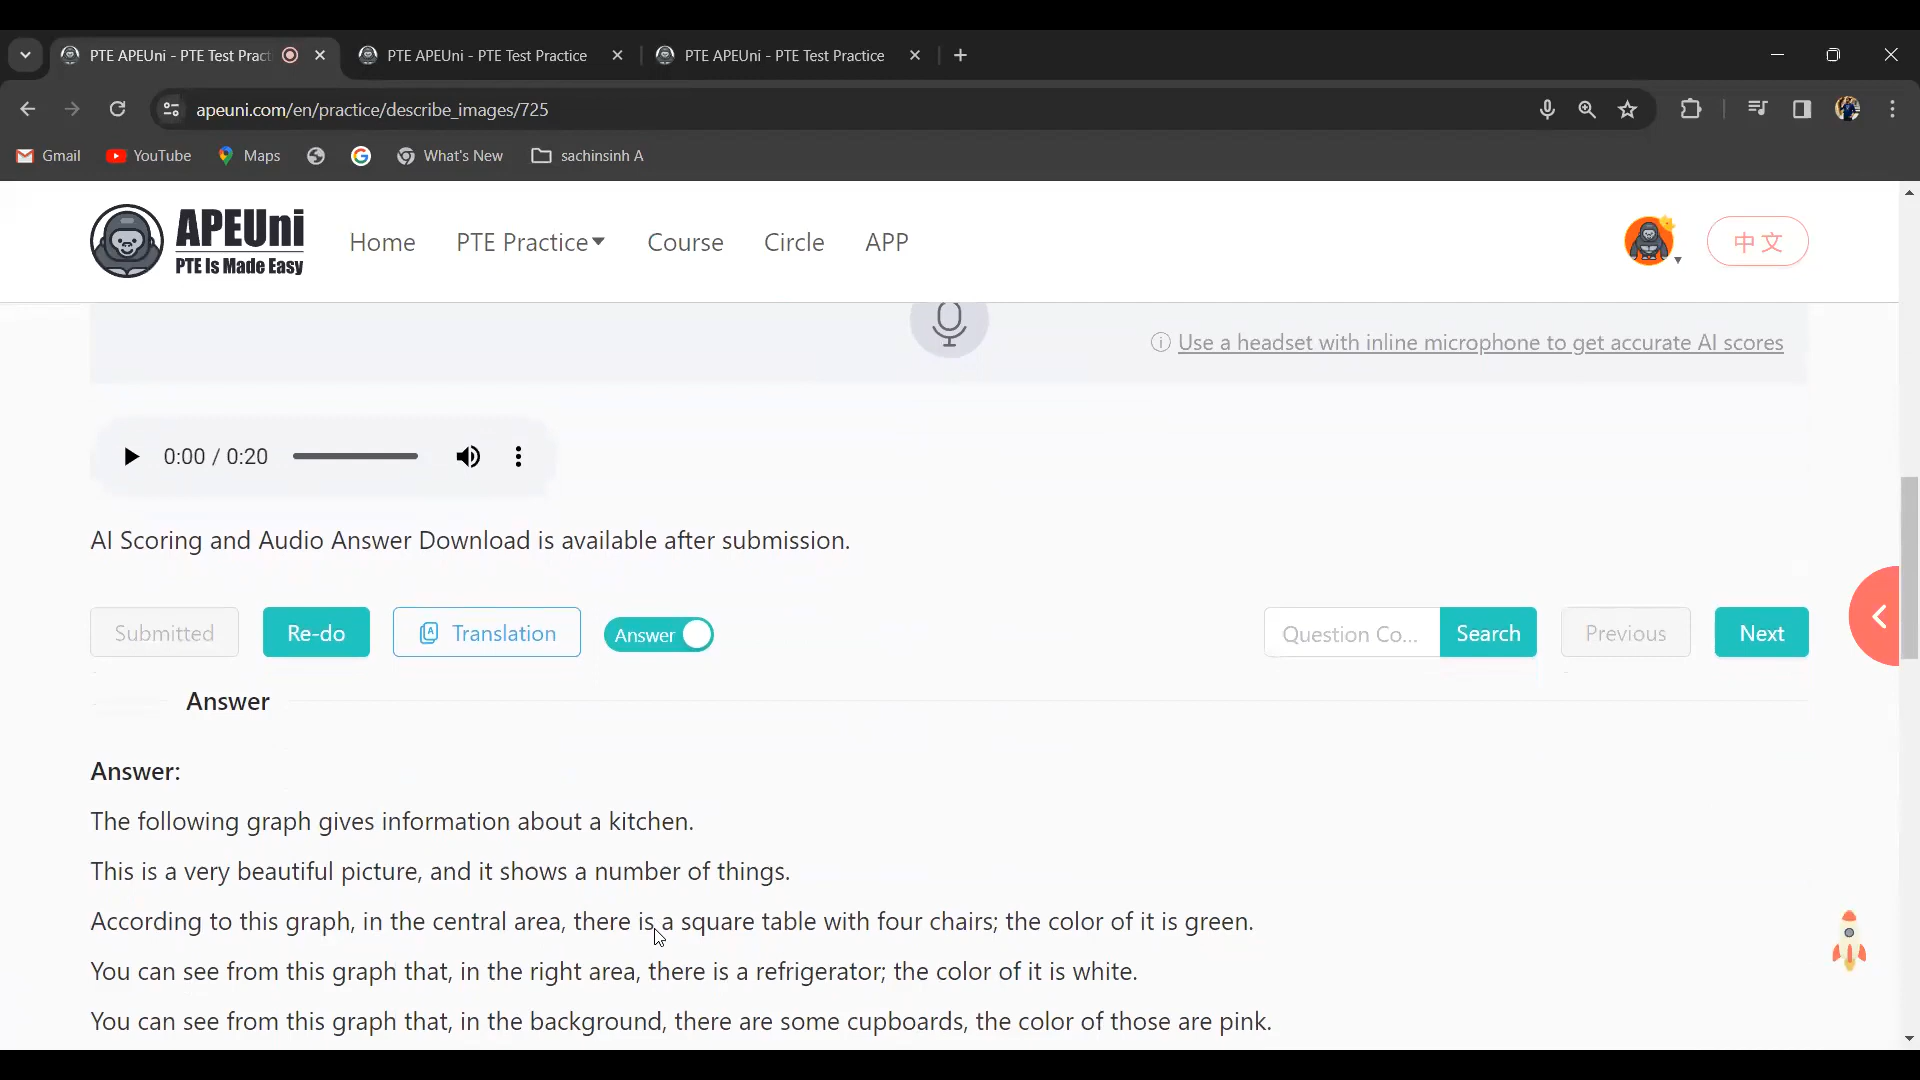 PTE APEUni - PTE Test Pract
PTE APEUni - PTE Test Practice
PTE APEUni - PTE Test Practice
apeuni.com/en/practice/describe_images/725
Gmail
YouTube
Maps
What's New
sachinsinh A
APEUni
PTE Is Made Easy
Home
PTE Practice
Course
Circle
APP
中文
Use a headset with inline microphone to get accurate AI scores
0:00 / 0:20
AI Scoring and Audio Answer Download is available after submission.
Submitted
Re-do
Translation
Answer
Question Co...
Search
Previous
Next
Answer
Answer:
The following graph gives information about a kitchen.
This is a very beautiful picture, and it shows a number of things.
According to this graph, in the central area, there is a square table with four chairs; the color of it is green.
You can see from this graph that, in the right area, there is a refrigerator; the color of it is white.
You can see from this graph that, in the background, there are some cupboards, the color of those are pink.